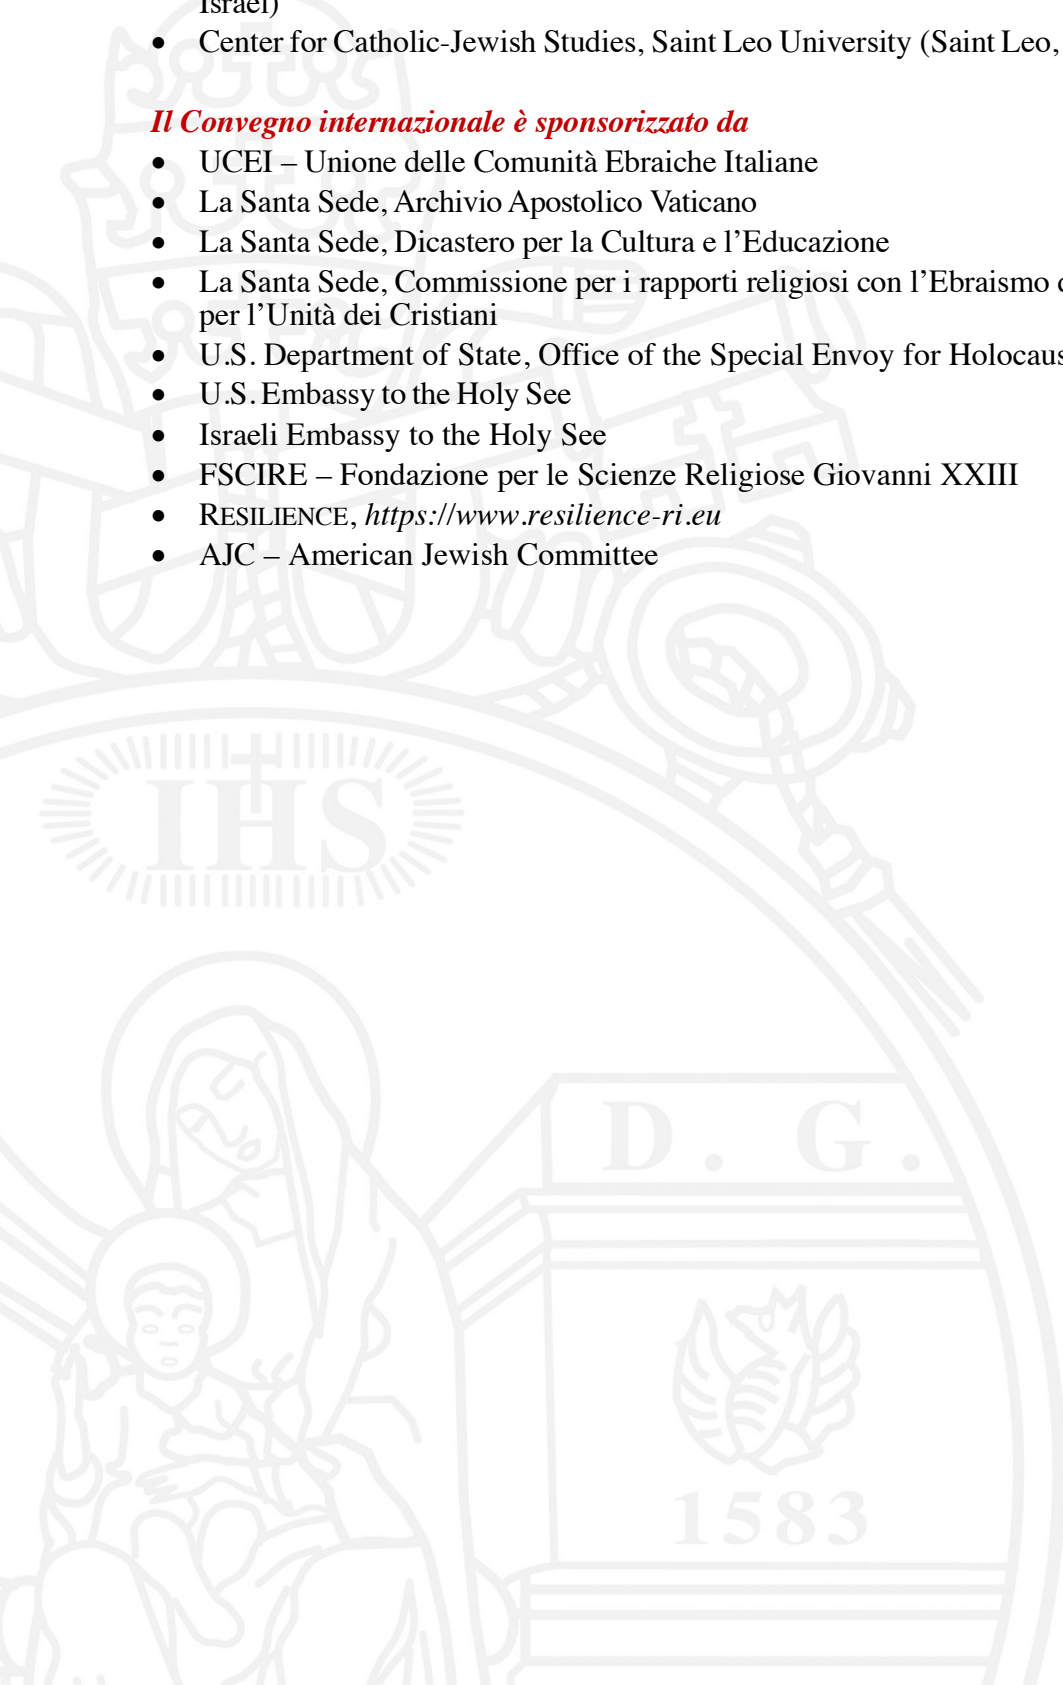 Israel)
• Center for Catholic-Jewish Studies, Saint Leo University (Saint Leo,
Il Convegno internazionale è sponsorizzato da
• UCEI – Unione delle Comunità Ebraiche Italiane
• La Santa Sede, Archivio Apostolico Vaticano
• La Santa Sede, Dicastero per la Cultura e l’Educazione
• La Santa Sede, Commissione per i rapporti religiosi con l’Ebraismo
per l’Unità dei Cristiani
• U.S. Department of State, Office of the Special Envoy for Holocaus
• U.S. Embassy to the Holy See
• Israeli Embassy to the Holy See
• FSCIRE – Fondazione per le Scienze Religiose Giovanni XXIII
• RESILIENCE, https://www.resilience-ri.eu
• AJC – American Jewish Committee
IHS
D. G.
1583